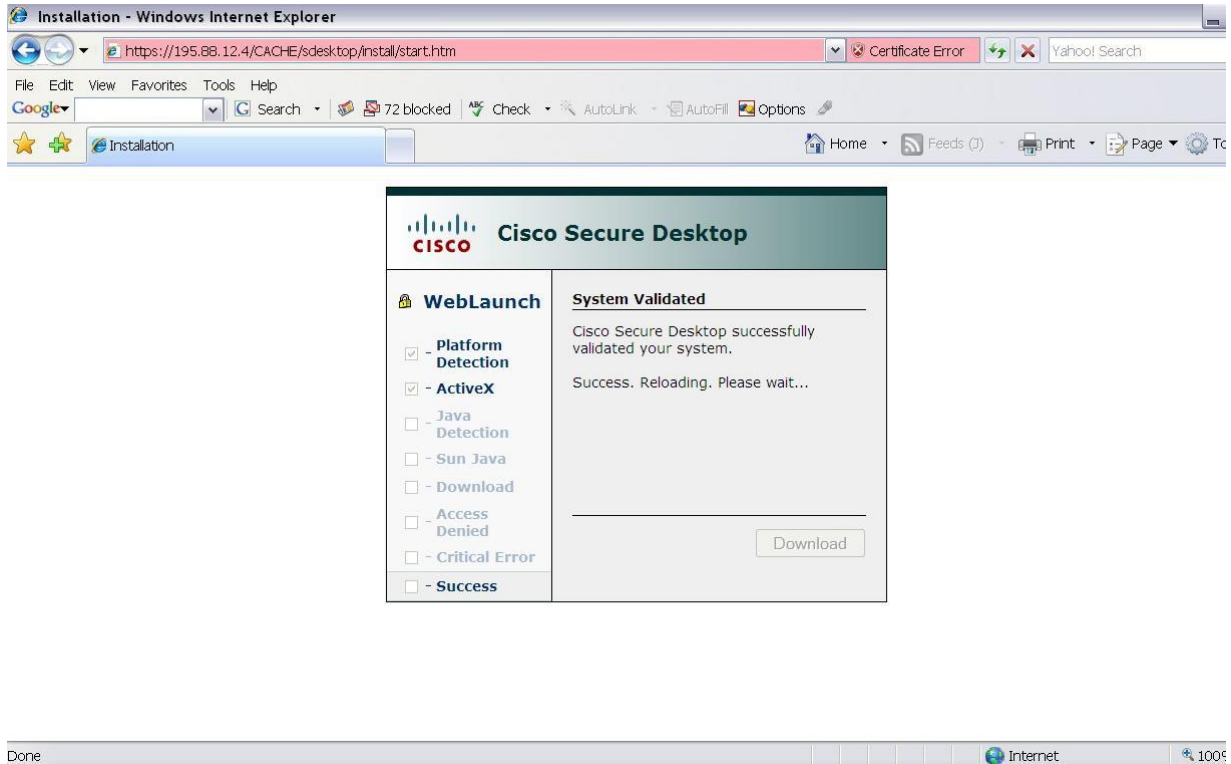 Installation - Windows Internet Explorer
https://195.88.12.4/CACHE/sdesktop/install/start.htm
Certificate Error
Yahoo! Search
File Edit View Favorites Tools Help
Google
Search
72 blocked
Check
AutoLink
AutoFill
Options
Installation
Home
Feeds (J)
Print
Page
To
CISCO
Cisco Secure Desktop
WebLaunch
- Platform
Detection
- ActiveX
- Java
Detection
- Sun Java
- Download
- Access
Denied
- Critical Error
- Success
System Validated
Cisco Secure Desktop successfully
validated your system.
Success. Reloading. Please wait...
Download
Done
Internet
100%